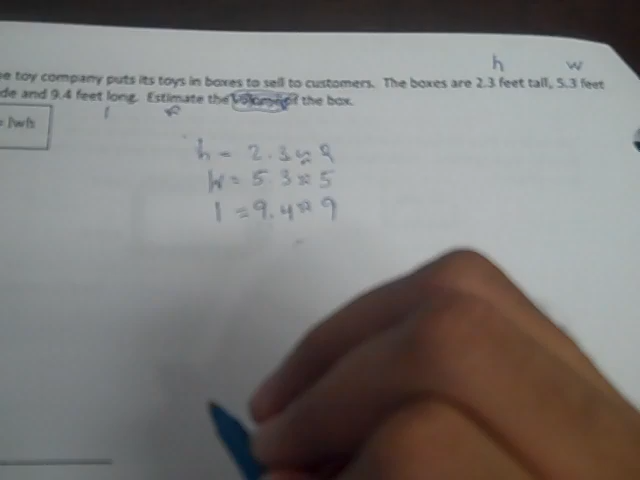 h w
e toy company puts its toys in boxes to sell to customers. The boxes are 2.3 feet tall, 5.3 feet
de and 9.4 feet long. Estimate the volume of the box.
l
= lwh
h = 2.3 ≈ 2
W = 5.3 ≈ 5
l = 9.4 ≈ 9